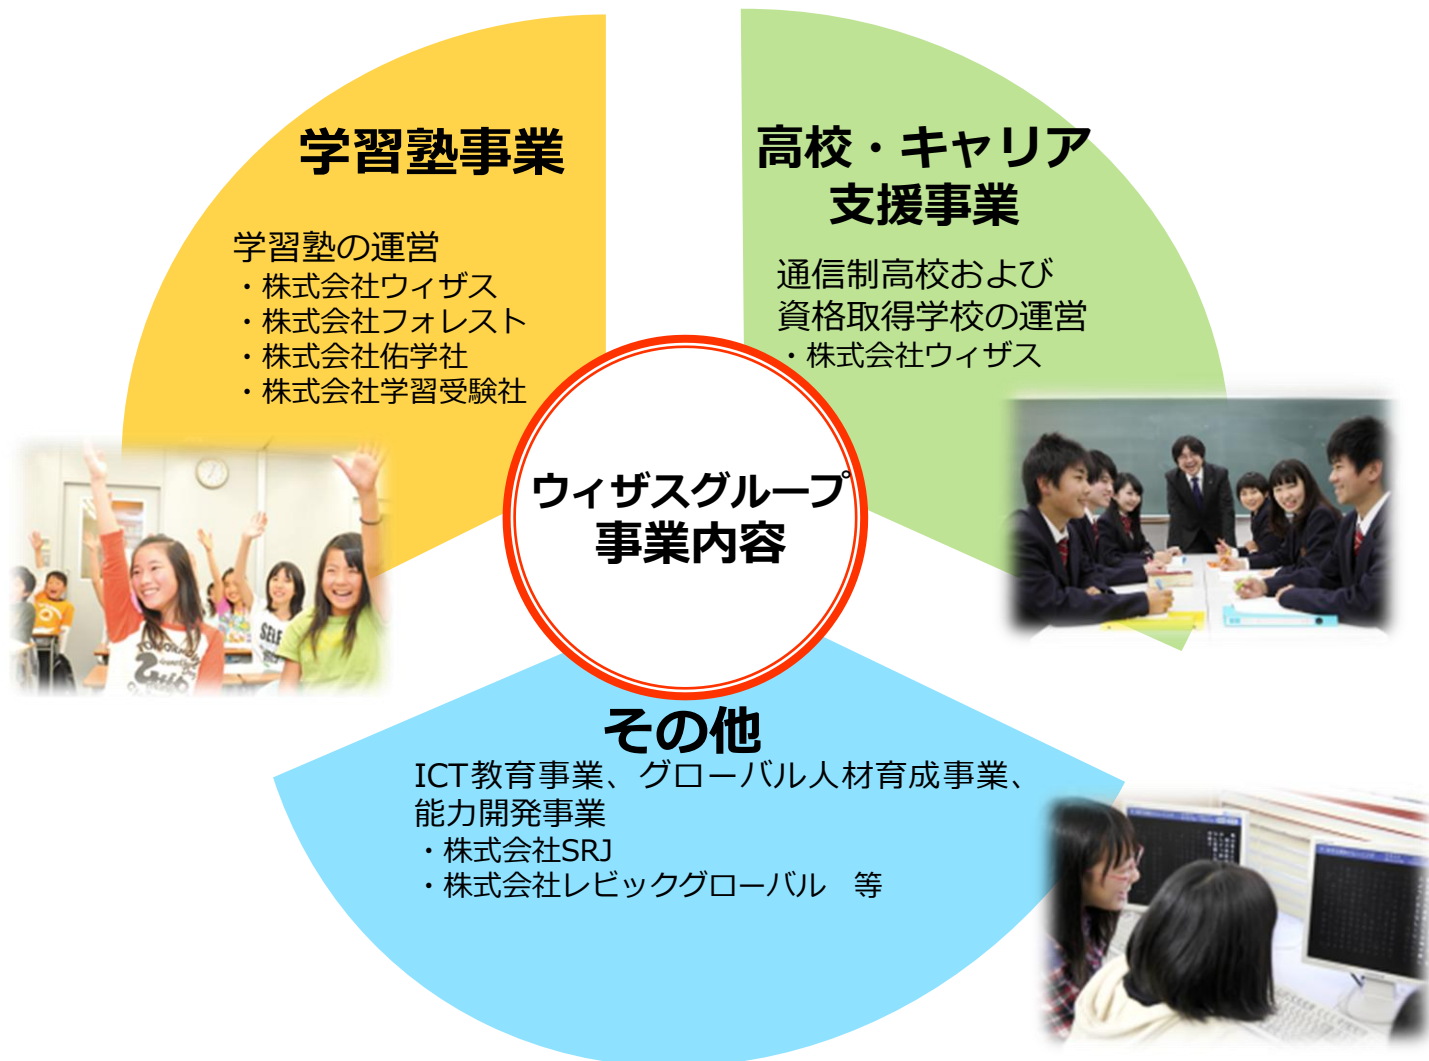 学習塾事業
学習塾の運営
・株式会社ウィザス
・株式会社フォレスト
・株式会社佑学社
・株式会社学習受験社
高校・キャリア
支援事業
通信制高校および
資格取得学校の運営
・株式会社ウィザス
ウィザスグループ
事業内容
その他
ICT教育事業、グローバル人材育成事業、
能力開発事業
・株式会社SRJ
・株式会社レビックグローバル　等